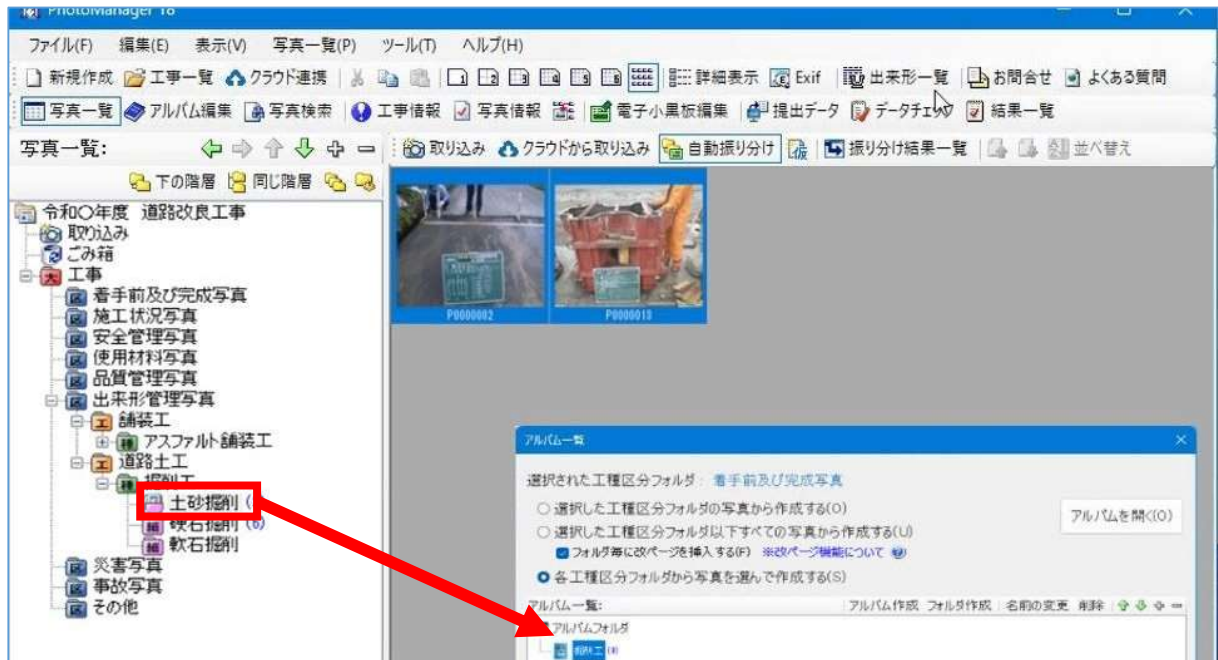 PhotoManager 18
ファイル(F) 編集(E) 表示(V) 写真一覧(P) ツール(T) ヘルプ(H)
新規作成 工事一覧 クラウド連携 詳細表示 Exif 出来形一覧 お問合せ よくある質問
写真一覧 アルバム編集 写真検索 工事情報 写真情報 電子小黒板編集 提出データ データチェック 結果一覧
写真一覧: 取り込み クラウドから取り込み 自動振り分け 振り分け結果一覧 並べ替え
下の階層 同じ階層
令和〇年度 道路改良工事
取り込み
ごみ箱
工事
着手前及び完成写真
施工状況写真
安全管理写真
使用材料写真
品質管理写真
出来形管理写真
舗装工
アスファルト舗装工
道路土工
掘削工
土砂掘削 (
硬石掘削 (6)
軟石掘削
災害写真
事故写真
その他
P0000002 P0000013
アルバム一覧
選択された工種区分フォルダ: 着手前及び完成写真
選択した工種区分フォルダの写真から作成する(O)
アルバムを開く(O)
選択した工種区分フォルダ以下すべての写真から作成する(U)
フォルダ毎に改ページを挿入する(F) ※改ページ機能について
各工種区分フォルダから写真を選んで作成する(S)
アルバム一覧: アルバム作成 フォルダ作成 名前の変更 削除
アルバムフォルダ
掘削工